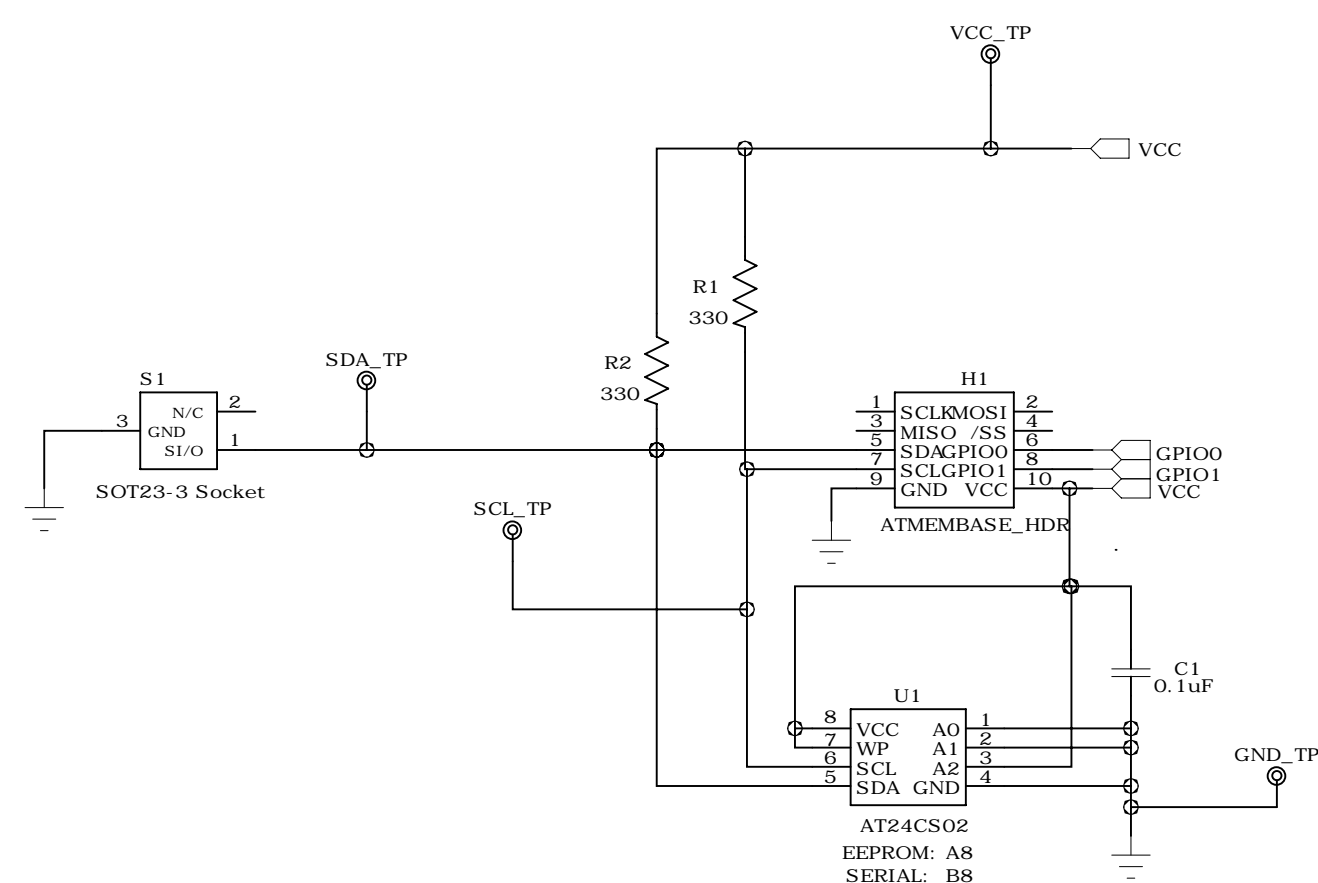 VCC_TP
VCC
R1
330
SDA_TP
R2
330
S1
H1
N/C 2
3 GND
SI/O 1
SOT23-3 Socket
1 SCLK MOSI 2
3 MISO /SS 4
5 SDA GPIO0 6 GPIO0
7 SCL GPIO1 8 GPIO1
9 GND VCC 10 VCC
SCL_TP
ATMEMBASE_HDR
C1
0.1uF
U1
8 VCC A0 1
7 WP A1 2
6 SCL A2 3
5 SDA GND 4
GND_TP
AT24CS02
EEPROM: A8
SERIAL: B8